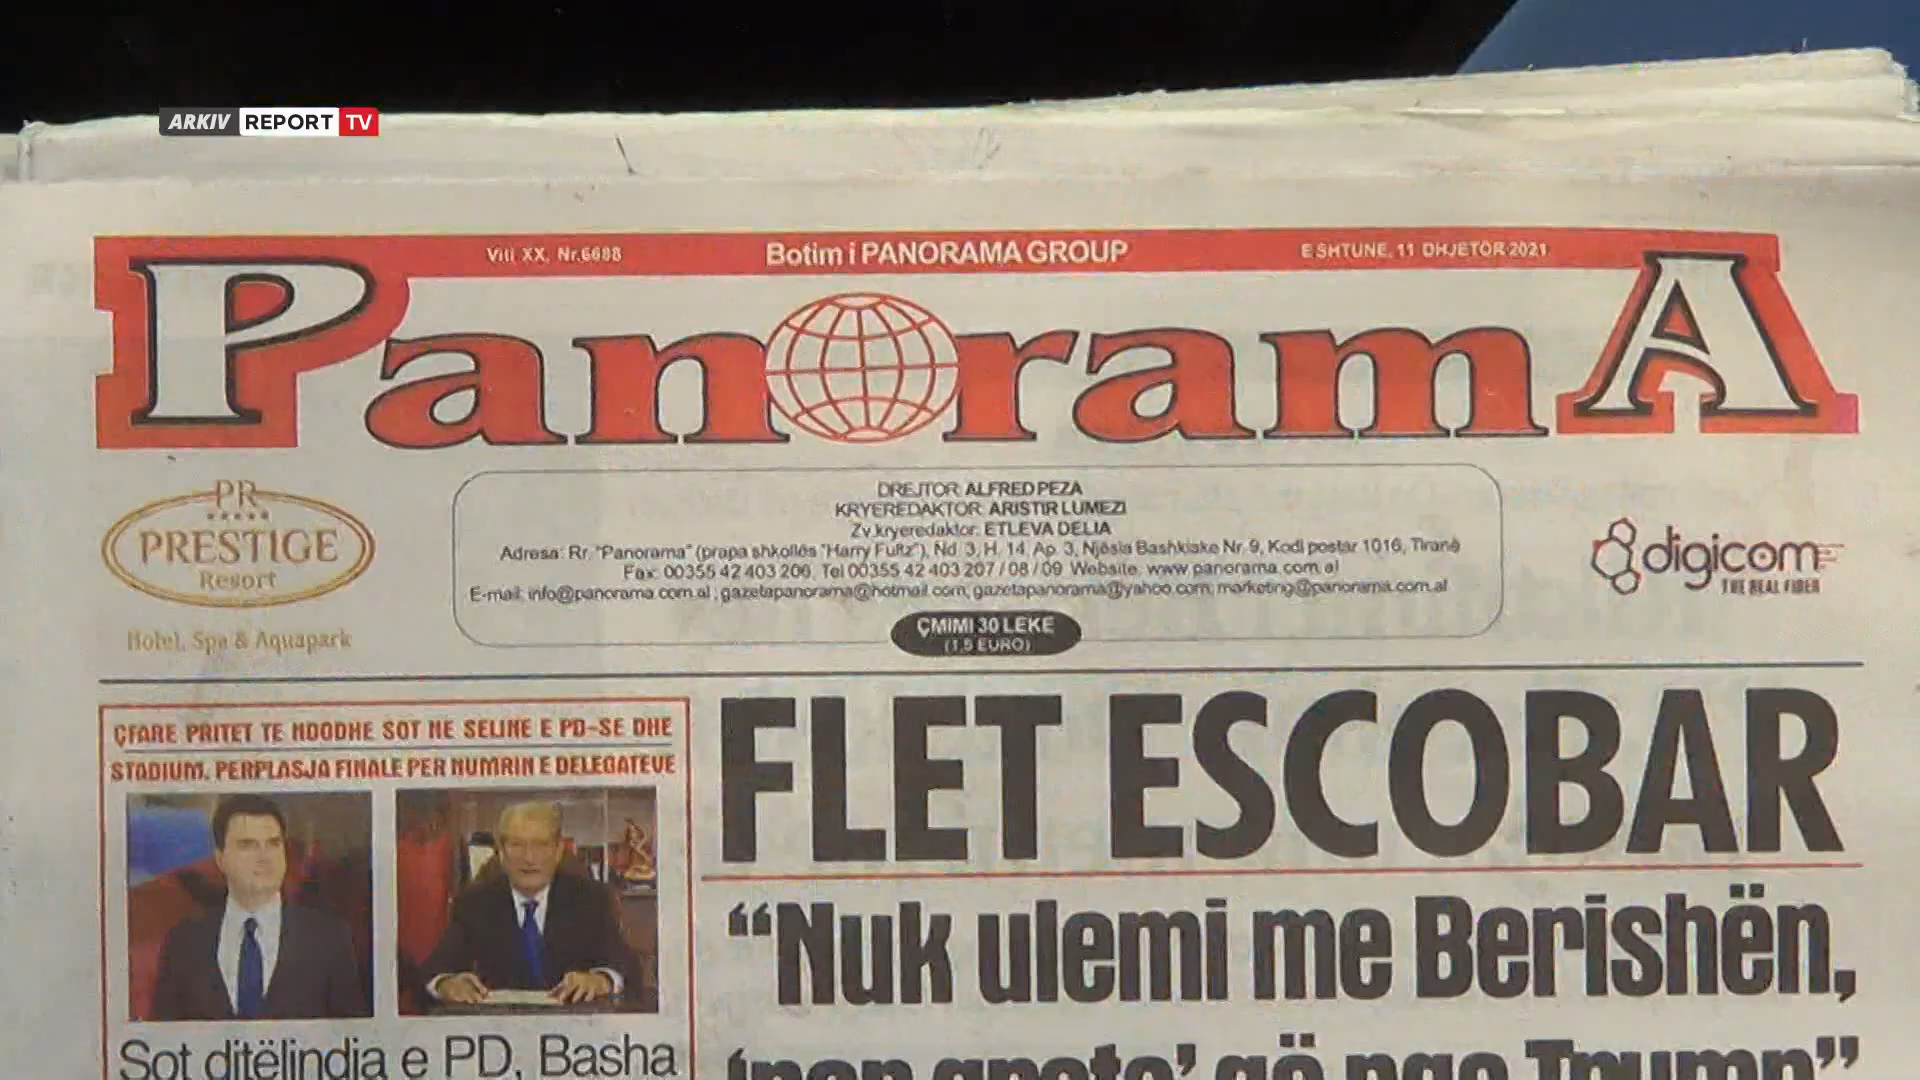 ARKIV REPORT TV
Viti XX, Nr.6688 Botim i PANORAMA GROUP E SHTUNE, 11 DHJETOR 2021
PanoramA
PR
PRESTIGE
Resort
Hotel, Spa & Aquapark
DREJTOR: ALFRED PEZA
KRYEREDAKTOR: ARISTIR LUMEZI
Zv.kryeredaktor: ETLEVA DELIA
Adresa: Rr. "Panorama" (prapa shkollës "Harry Fultz"), Nd. 3, H. 14, Ap. 3, Njësia Bashkiake Nr. 9, Kodi postar 1016, Tiranë
Fax: 00355 42 403 206, Tel 00355 42 403 207 / 08 / 09 Website: www.panorama.com.al
E-mail: info@panorama.com.al ; gazetapanorama@hotmail.com; gazetapanorama@yahoo.com; marketing@panorama.com.al
ÇMIMI 30 LEKE
(1,5 EURO)
digicom
THE REAL FIBER
ÇFARE PRITET TE NDODHE SOT NE SELINE E PD-SE DHE
STADIUM, PERPLASJA FINALE PER NUMRIN E DELEGATEVE
Sot ditëlindja e PD, Basha
FLET ESCOBAR
"Nuk ulemi me Berishën,
'non grata' që nga Trump"